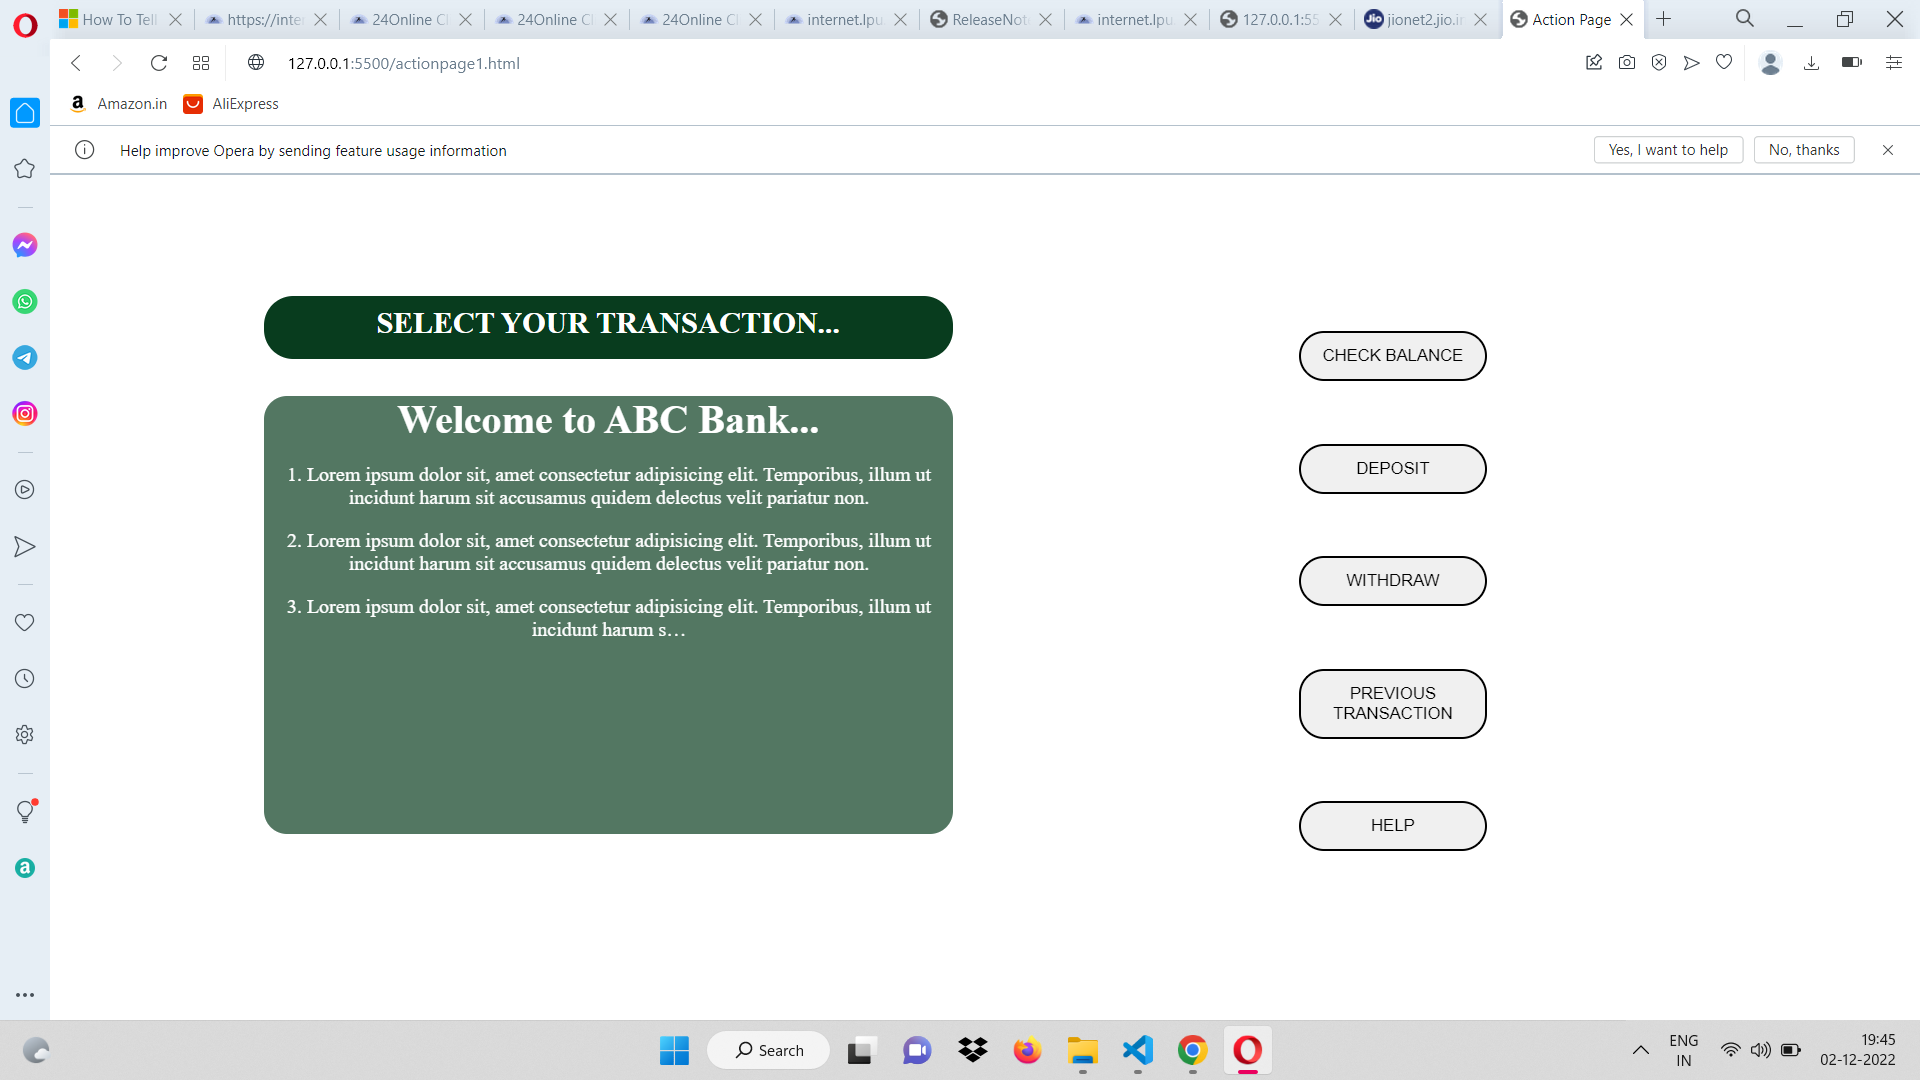 How To Tell
https://inte
24Online Cl
24Online Cl
24Online Cl
internet.lpu
ReleaseNot
internet.lpu
127.0.0.1:55
Jio jionet2.jio.in
Action Page
127.0.0.1:5500/actionpage1.html
a Amazon.in AliExpress
Help improve Opera by sending feature usage information
Yes, I want to help
No, thanks
SELECT YOUR TRANSACTION...
Welcome to ABC Bank...
1. Lorem ipsum dolor sit, amet consectetur adipisicing elit. Temporibus, illum ut
incidunt harum sit accusamus quidem delectus velit pariatur non.
2. Lorem ipsum dolor sit, amet consectetur adipisicing elit. Temporibus, illum ut
incidunt harum sit accusamus quidem delectus velit pariatur non.
3. Lorem ipsum dolor sit, amet consectetur adipisicing elit. Temporibus, illum ut
incidunt harum s…
CHECK BALANCE
DEPOSIT
WITHDRAW
PREVIOUS
TRANSACTION
HELP
a
Search
ENG
IN
19:45
02-12-2022